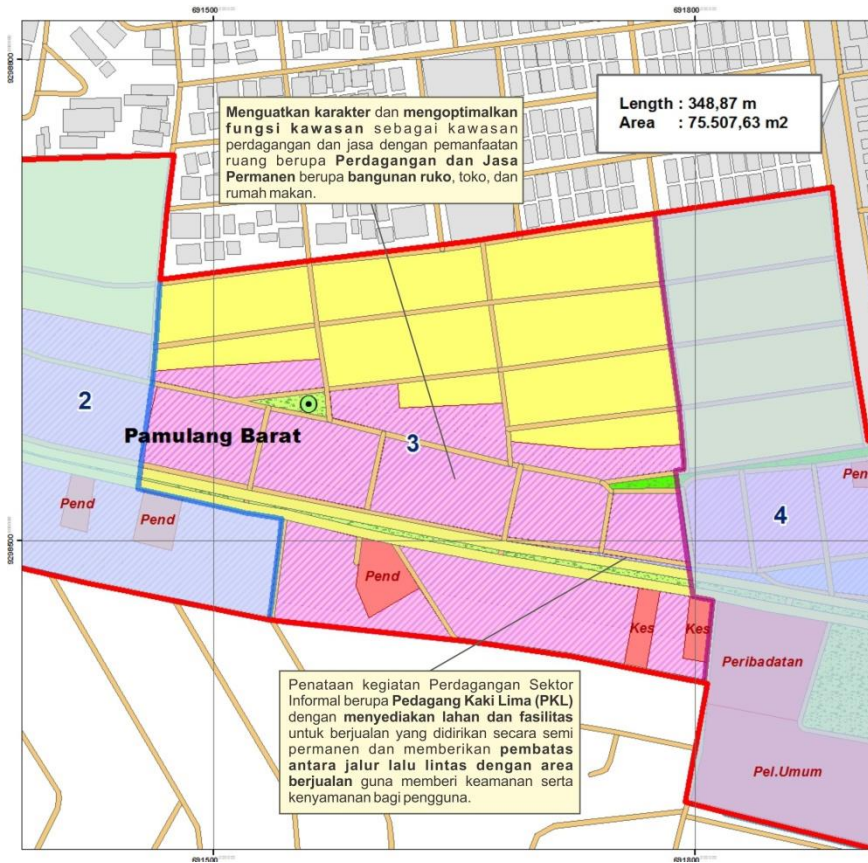 691500
691800
9298800
Length : 348,87 m
Area : 75.507,63 m2
Menguatkan karakter dan mengoptimalkan
fungsi kawasan sebagai kawasan
perdagangan dan jasa dengan pemanfaatan
ruang berupa Perdagangan dan Jasa
Permanen berupa bangunan ruko, toko, dan
rumah makan.
2
Pamulang Barat
3
4
Pen
Pend
Pend
Pend
9298500
Kes
Kes
Peribadatan
Pel.Umum
Penataan kegiatan Perdagangan Sektor
Informal berupa Pedagang Kaki Lima (PKL)
dengan menyediakan lahan dan fasilitas
untuk berjualan yang didirikan secara semi
permanen dan memberikan pembatas
antara jalur lalu lintas dengan area
berjualan guna memberi keamanan serta
kenyamanan bagi pengguna.
691500
691800